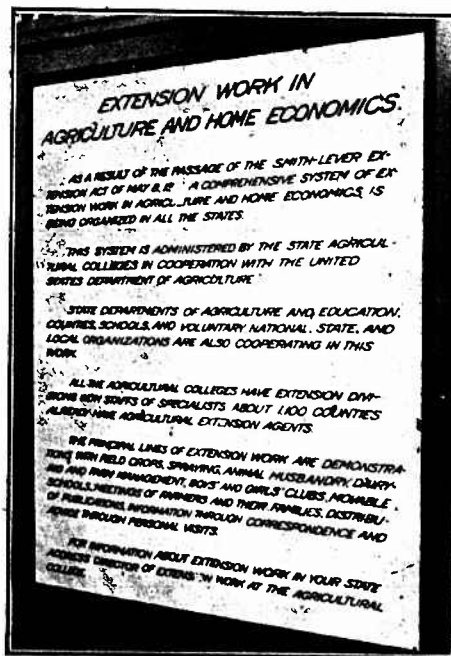 EXTENSION WORK IN
AGRICULTURE AND HOME ECONOMICS.
AS A RESULT OF THE PASSAGE OF THE SMITH-LEVER EX-
TENSION ACT OF MAY 8, A COMPREHENSIVE SYSTEM OF EX-
TENSION WORK IN AGRICULTURE AND HOME ECONOMICS, IS
BEING ORGANIZED IN ALL THE STATES.
THIS SYSTEM IS ADMINISTERED BY THE STATE AGRICUL-
TURAL COLLEGES IN COOPERATION WITH THE UNITED
STATES DEPARTMENT OF AGRICULTURE
STATE DEPARTMENTS OF AGRICULTURE AND EDUCATION,
COUNTIES, SCHOOLS, AND VOLUNTARY NATIONAL, STATE, AND
LOCAL ORGANIZATIONS ARE ALSO COOPERATING IN THIS
WORK.
ALL THE AGRICULTURAL COLLEGES HAVE EXTENSION DIVI-
SIONS WITH STAFFS OF SPECIALISTS ABOUT 1,100 COUNTIES
ALREADY HAVE AGRICULTURAL EXTENSION AGENTS.
THE PRINCIPAL LINES OF EXTENSION WORK ARE DEMONSTRA-
TIONS WITH FIELD CROPS, SPRAYING, ANIMAL HUSBANDRY, DAIRY-
ING AND FARM MANAGEMENT, BOYS' AND GIRLS' CLUBS, MOVABLE
SCHOOLS, MEETINGS OF FARMERS AND THEIR FAMILIES, DISTRIBU-
OF PUBLICATIONS, INFORMATION THROUGH CORRESPONDENCE AND
ADVICE THROUGH PERSONAL VISITS.
FOR INFORMATION ABOUT EXTENSION WORK IN YOUR STATE
ADDRESS DIRECTOR OF EXTENSION WORK AT THE AGRICULTURAL
COLLEGE.